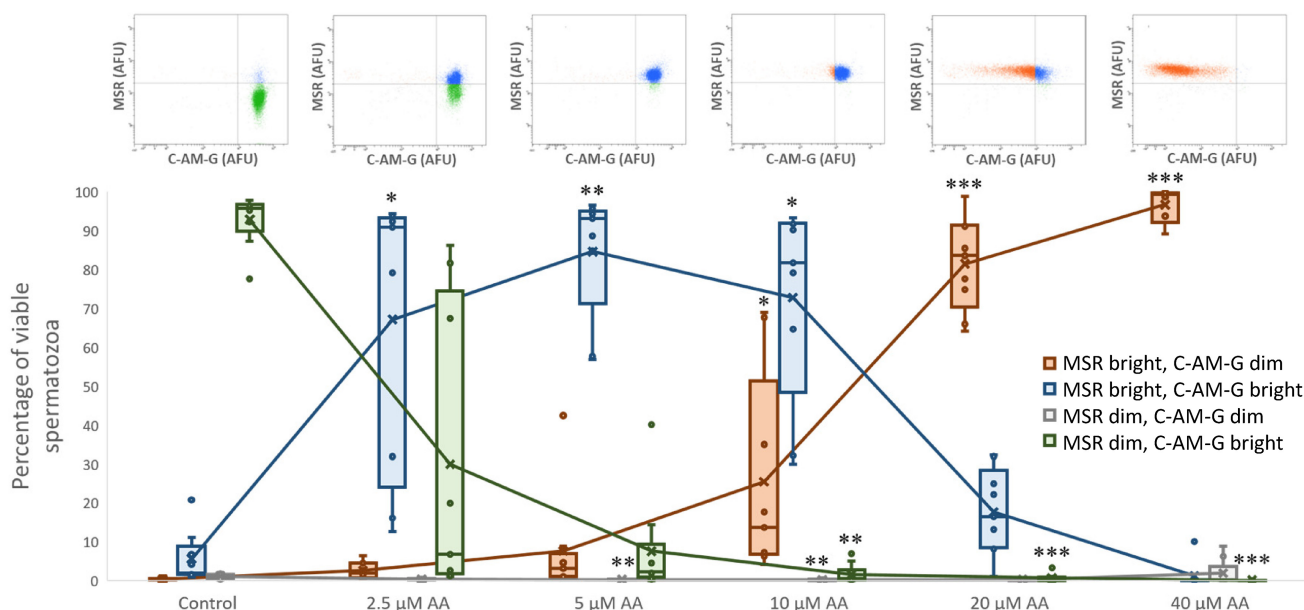 MSR (AFU)
C-AM-G (AFU)
MSR (AFU)
C-AM-G (AFU)
MSR (AFU)
C-AM-G (AFU)
MSR (AFU)
C-AM-G (AFU)
MSR (AFU)
C-AM-G (AFU)
MSR (AFU)
C-AM-G (AFU)
Percentage of viable
spermatozoa
100
90
80
70
60
50
40
30
20
10
0
*
**
*
*
***
***
**
**
**
***
***
MSR bright, C-AM-G dim
MSR bright, C-AM-G bright
MSR dim, C-AM-G dim
MSR dim, C-AM-G bright
Control
2.5 µM AA
5 µM AA
10 µM AA
20 µM AA
40 µM AA